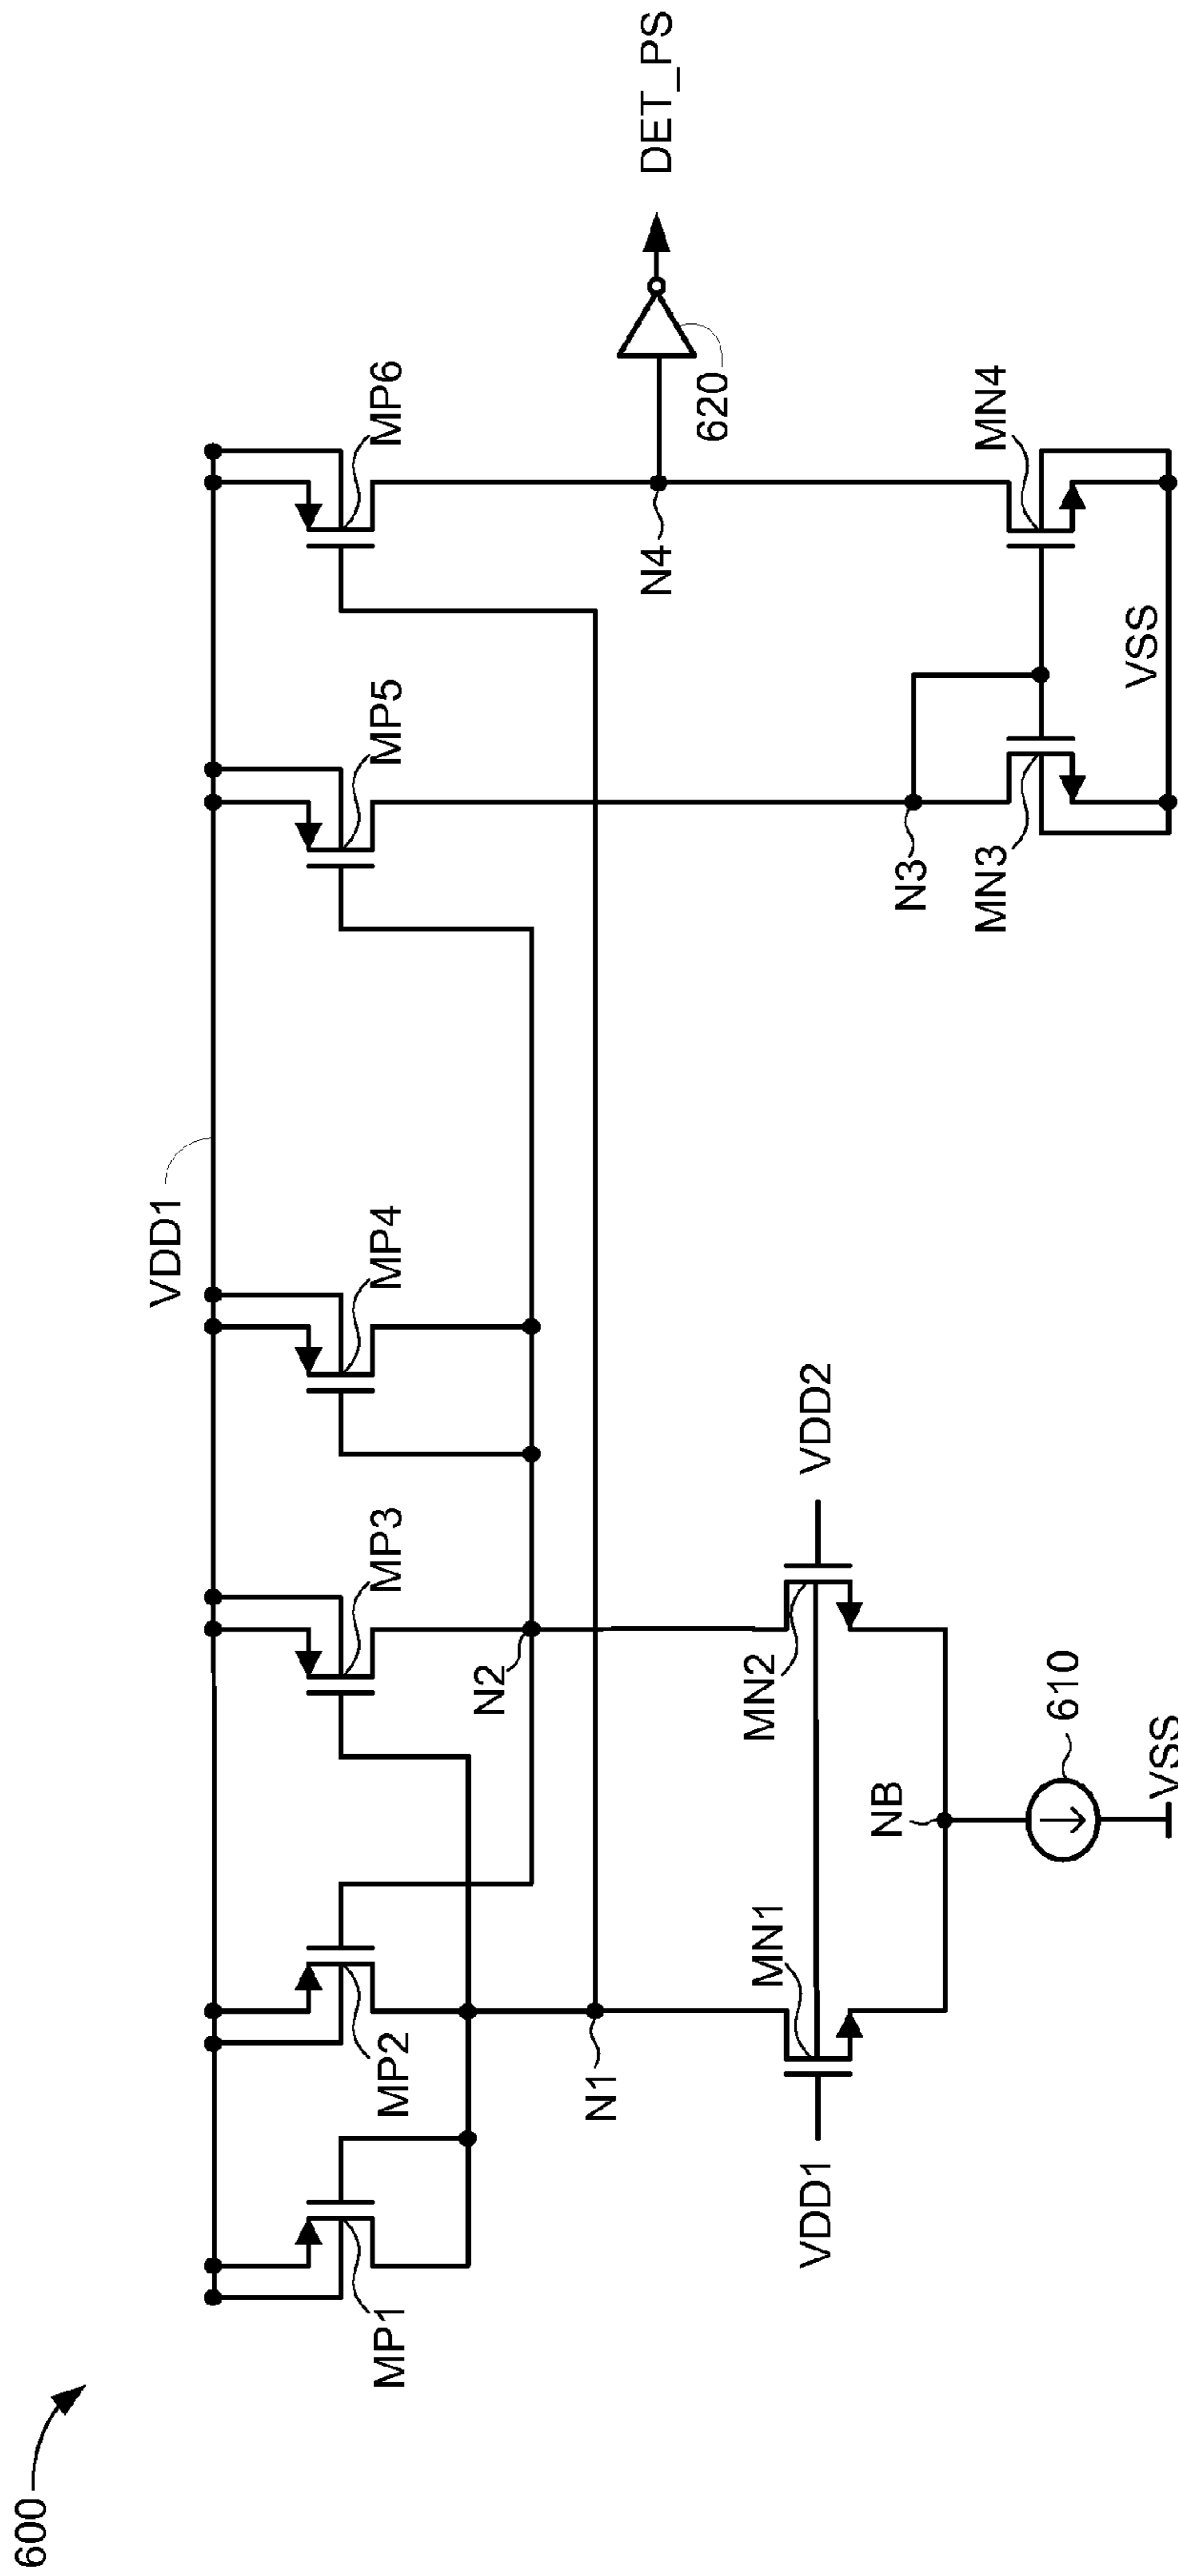 600
VDD1
MP1
MP2
MP3
MP4
MP5
MP6
N1
N2
N4
620
DET_PS
VDD1
MN1
MN2
VDD2
N3
NB
610
VSS
MN3
MN4
VSS